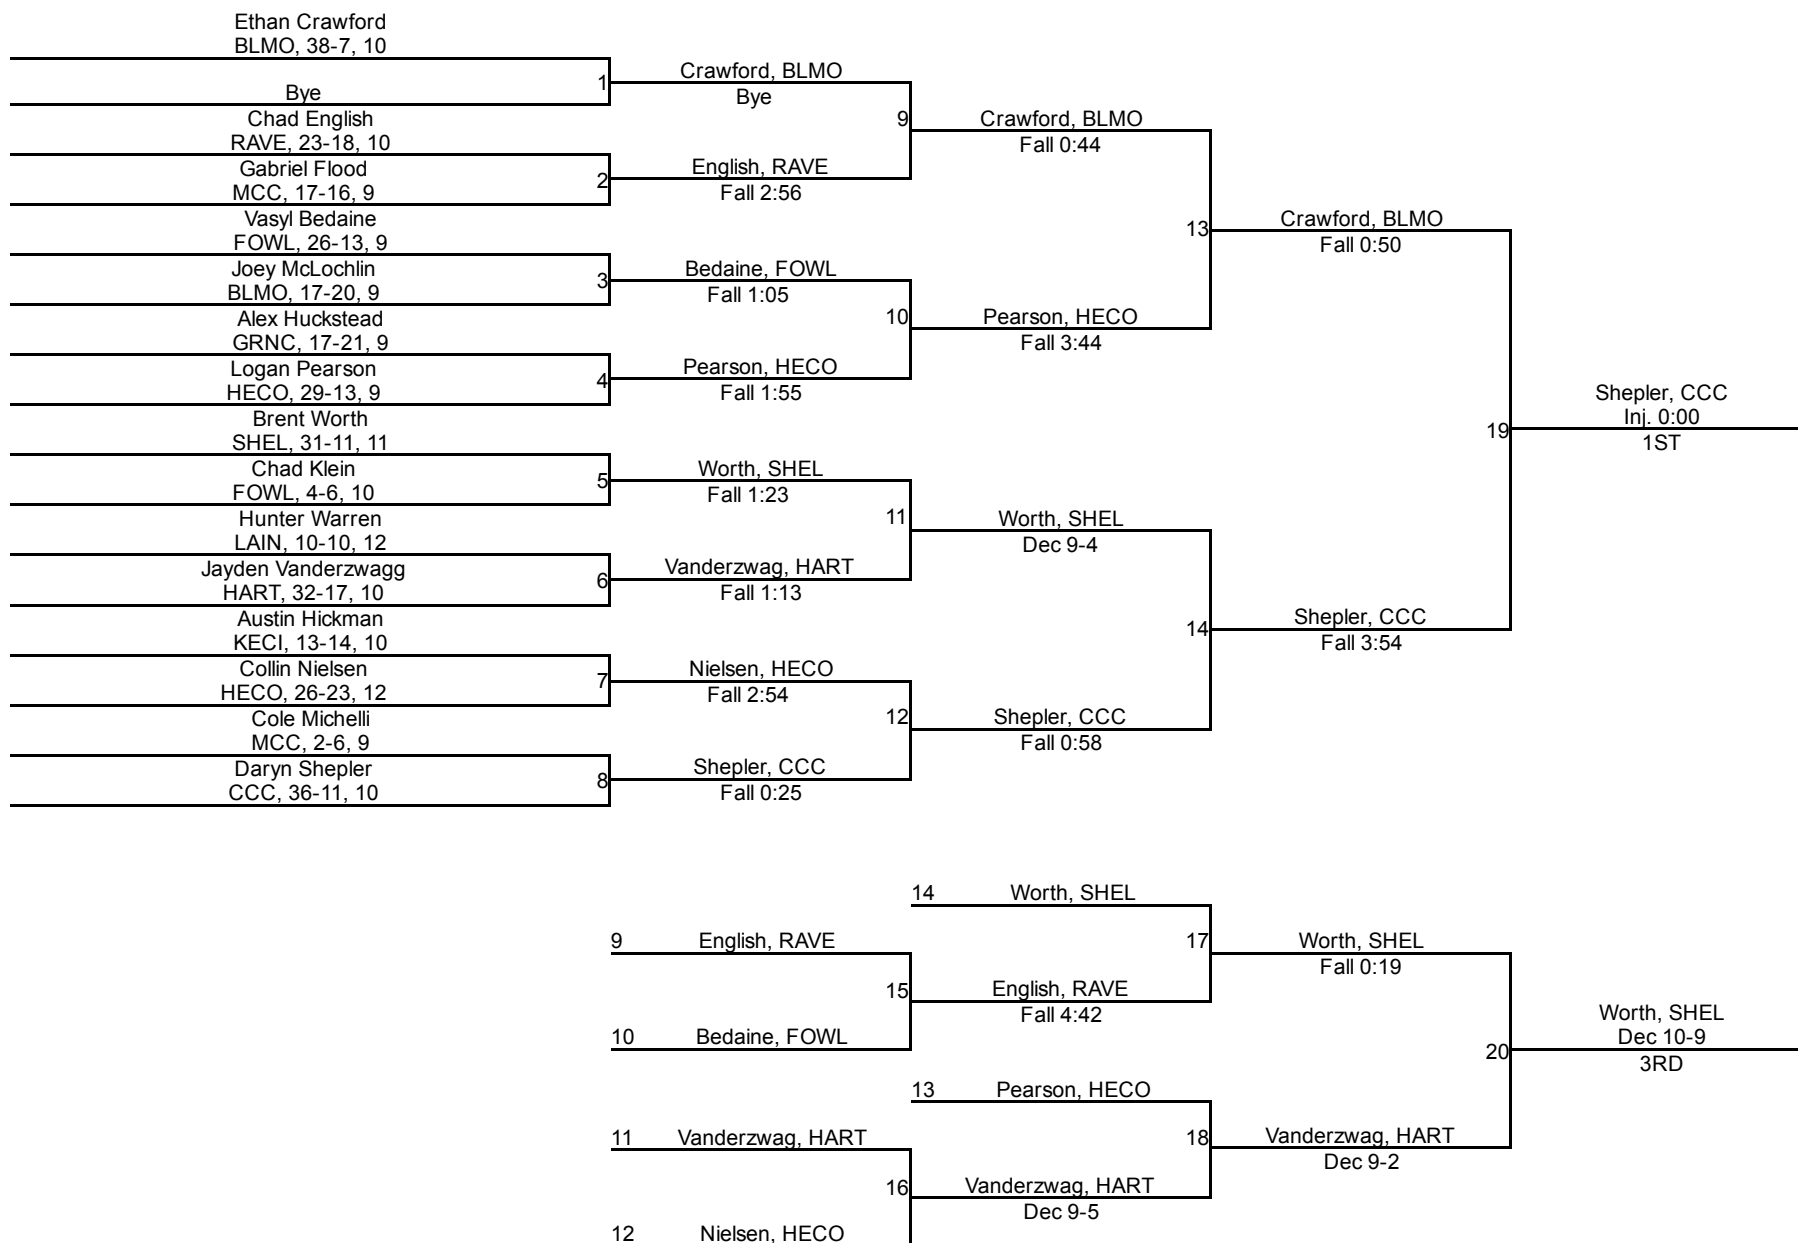 Ethan Crawford
BLMO, 38-7, 10
1
Bye
Chad English
RAVE, 23-18, 10
2
Gabriel Flood
MCC, 17-16, 9
Vasyl Bedaine
FOWL, 26-13, 9
3
Joey McLochlin
BLMO, 17-20, 9
Alex Huckstead
GRNC, 17-21, 9
4
Logan Pearson
HECO, 29-13, 9
Brent Worth
SHEL, 31-11, 11
5
Chad Klein
FOWL, 4-6, 10
Hunter Warren
LAIN, 10-10, 12
6
Jayden Vanderzwagg
HART, 32-17, 10
Austin Hickman
KECI, 13-14, 10
7
Collin Nielsen
HECO, 26-23, 12
Cole Michelli
MCC, 2-6, 9
8
Daryn Shepler
CCC, 36-11, 10
Crawford, BLMO
Bye
9
English, RAVE
Fall 2:56
Bedaine, FOWL
Fall 1:05
10
Pearson, HECO
Fall 1:55
Worth, SHEL
Fall 1:23
11
Vanderzwag, HART
Fall 1:13
Nielsen, HECO
Fall 2:54
12
Shepler, CCC
Fall 0:25
Crawford, BLMO
Fall 0:44
13
Pearson, HECO
Fall 3:44
Worth, SHEL
Dec 9-4
14
Shepler, CCC
Fall 0:58
Crawford, BLMO
Fall 0:50
19
Shepler, CCC
Fall 3:54
Shepler, CCC
Inj. 0:00
1ST
14 Worth, SHEL
9 English, RAVE
17
15
English, RAVE
Fall 4:42
10 Bedaine, FOWL
13 Pearson, HECO
11 Vanderzwag, HART
18
16
Vanderzwag, HART
Dec 9-5
12 Nielsen, HECO
Worth, SHEL
Fall 0:19
20
Vanderzwag, HART
Dec 9-2
Worth, SHEL
Dec 10-9
3RD